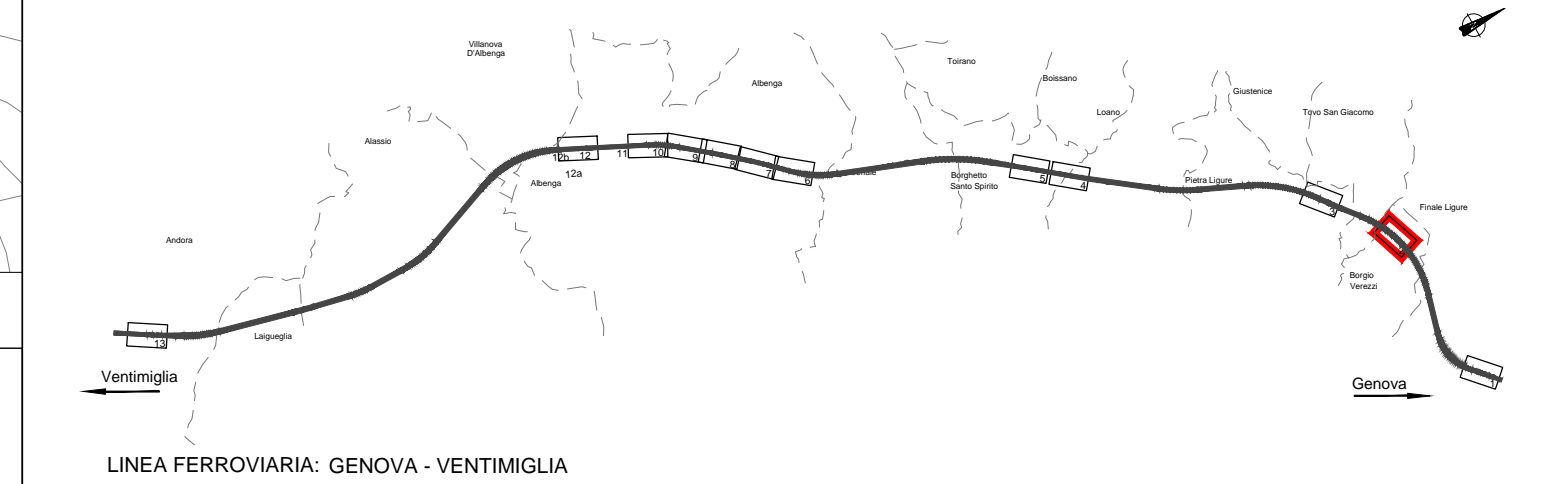 Villanova
D'Albenga
Toirano
Boissano
Albenga
Giustenice
Loano
Tovo San Giacomo
Alassio
12b
12
11
10
9
8
7
6
5
4
3
12a
Albenga
Borghetto
Santo Spirito
Pietra Ligure
Finale Ligure
Andora
Borgio
Verezzi
Laigueglia
13
1
Ventimiglia
Genova
LINEA FERROVIARIA: GENOVA - VENTIMIGLIA